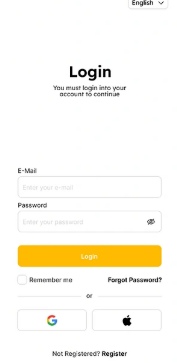 English
Login
You must login into your
account to continue
E-Mail
Enter your e-mail
Password
Enter your password
Login
Remember me
Forgot Password?
or
Not Registered? Register